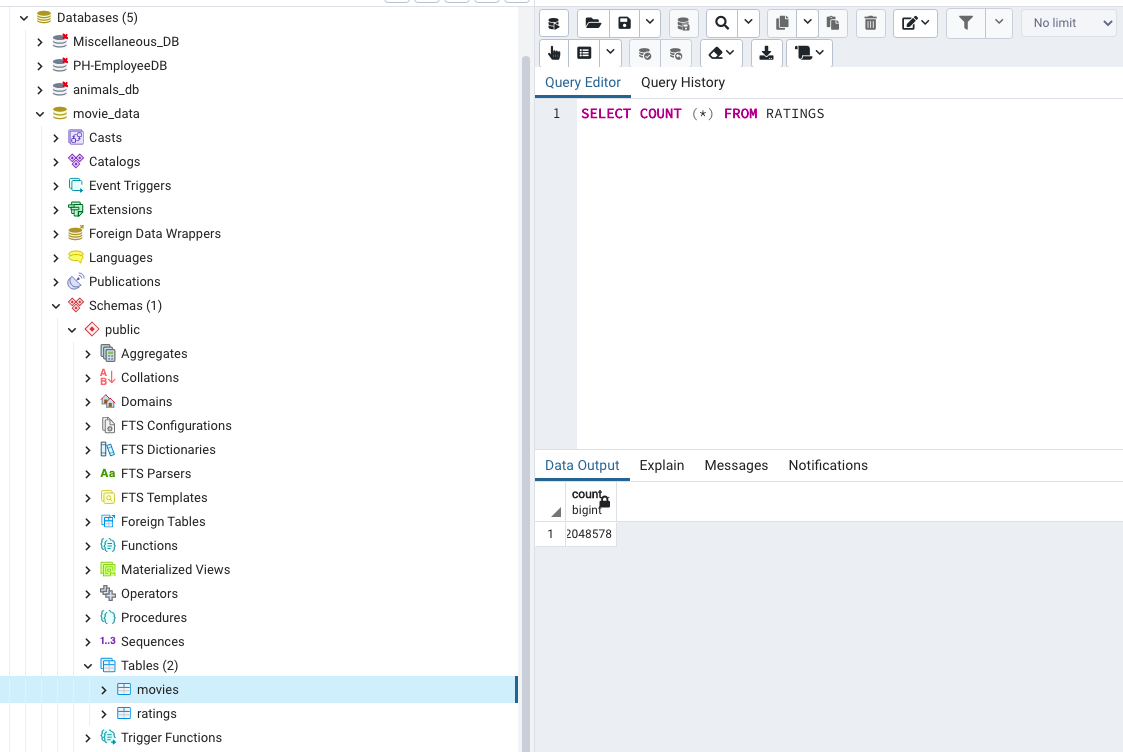 Databases (5)
Miscellaneous_DB
PH-EmployeeDB
animals_db
movie_data
Casts
Catalogs
Event Triggers
Extensions
Foreign Data Wrappers
Languages
Publications
Schemas (1)
public
Aggregates
Collations
Domains
FTS Configurations
FTS Dictionaries
Aa FTS Parsers
FTS Templates
Foreign Tables
Functions
Materialized Views
Operators
Procedures
1..3 Sequences
Tables (2)
movies
ratings
Trigger Functions
No limit
Query Editor Query History
1 SELECT COUNT (*) FROM RATINGS
Data Output Explain Messages Notifications
count
bigint
1 2048578